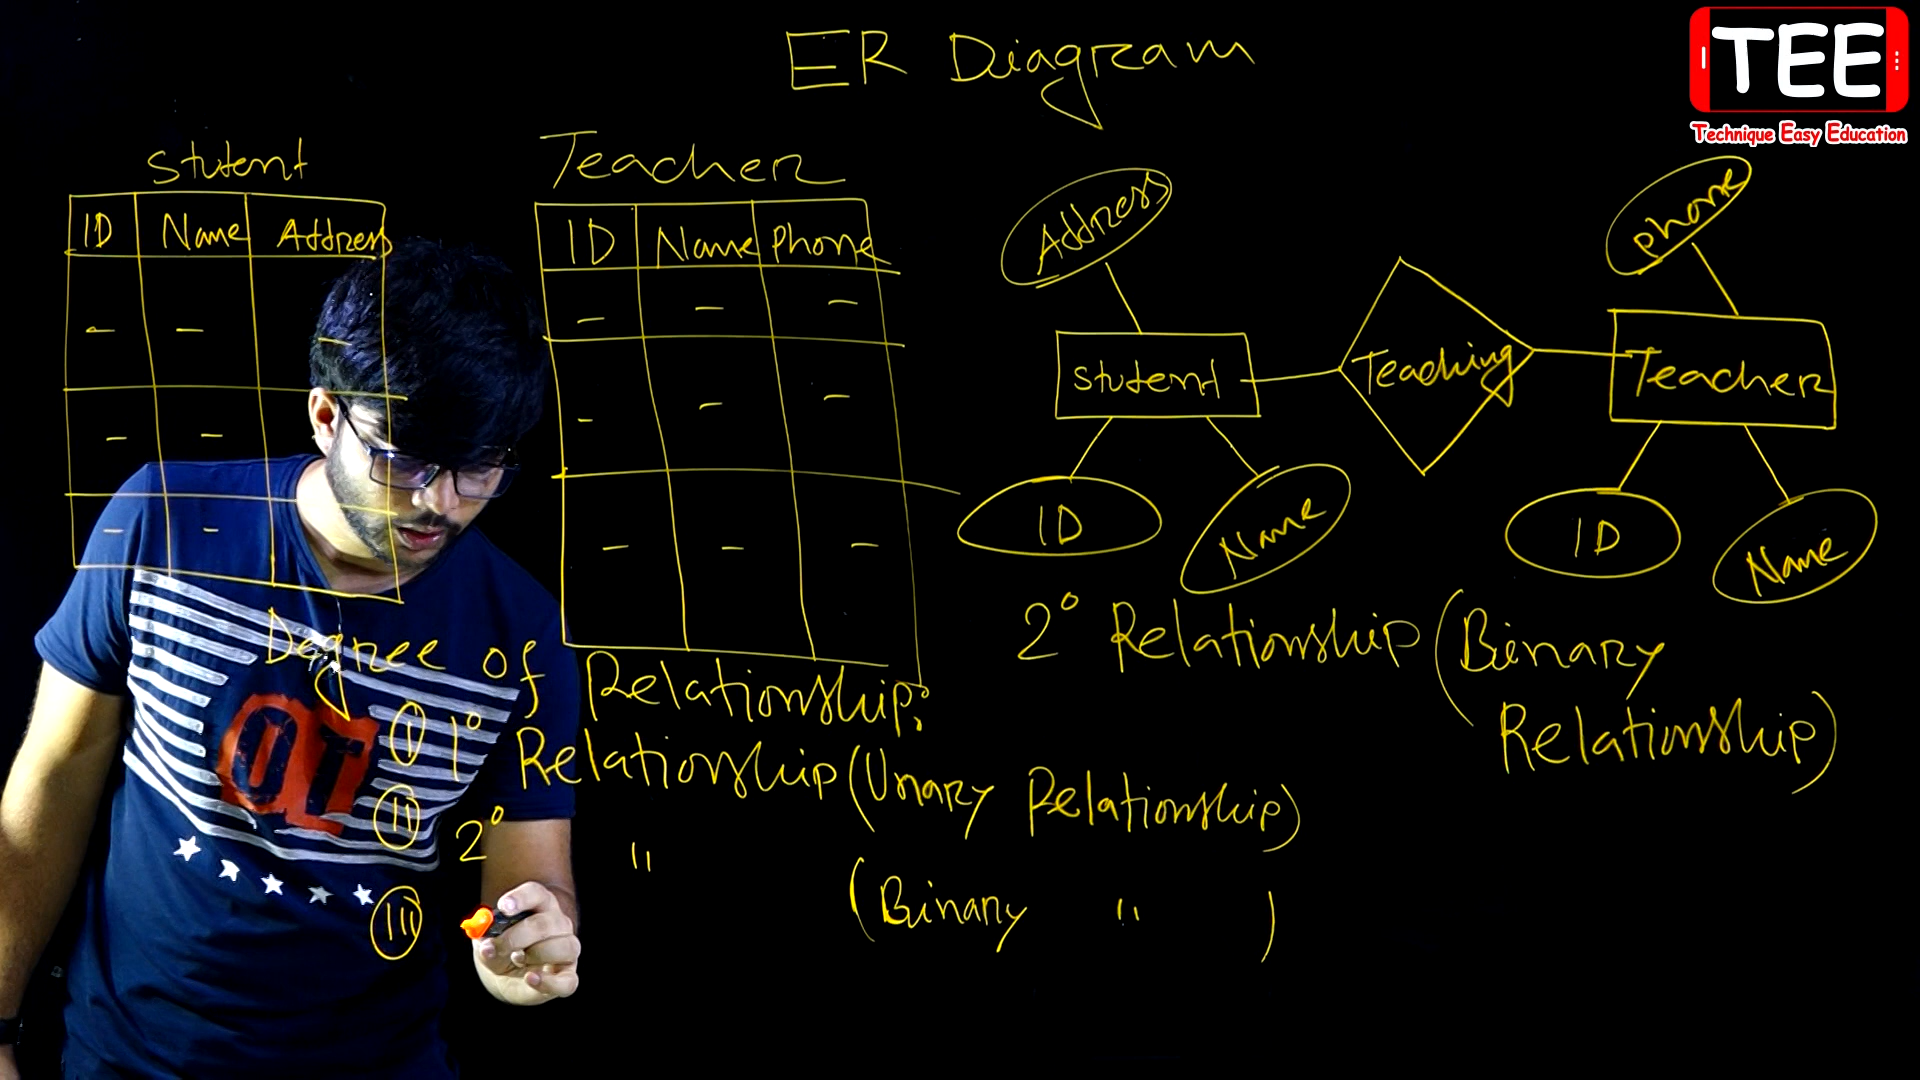 ER Diagram
TEE
Technique Easy Education
Student
ID Name Address
Teacher
ID Name Phone
Address
Phone
Student
Teaching
Teacher
ID
Name
ID
Name
2° Relationship (Binary
Relationship)
Degree of Relationship:
(I) 1° Relationship (Unary Relationship)
(II) 2° " (Binary " )
(III)
OT